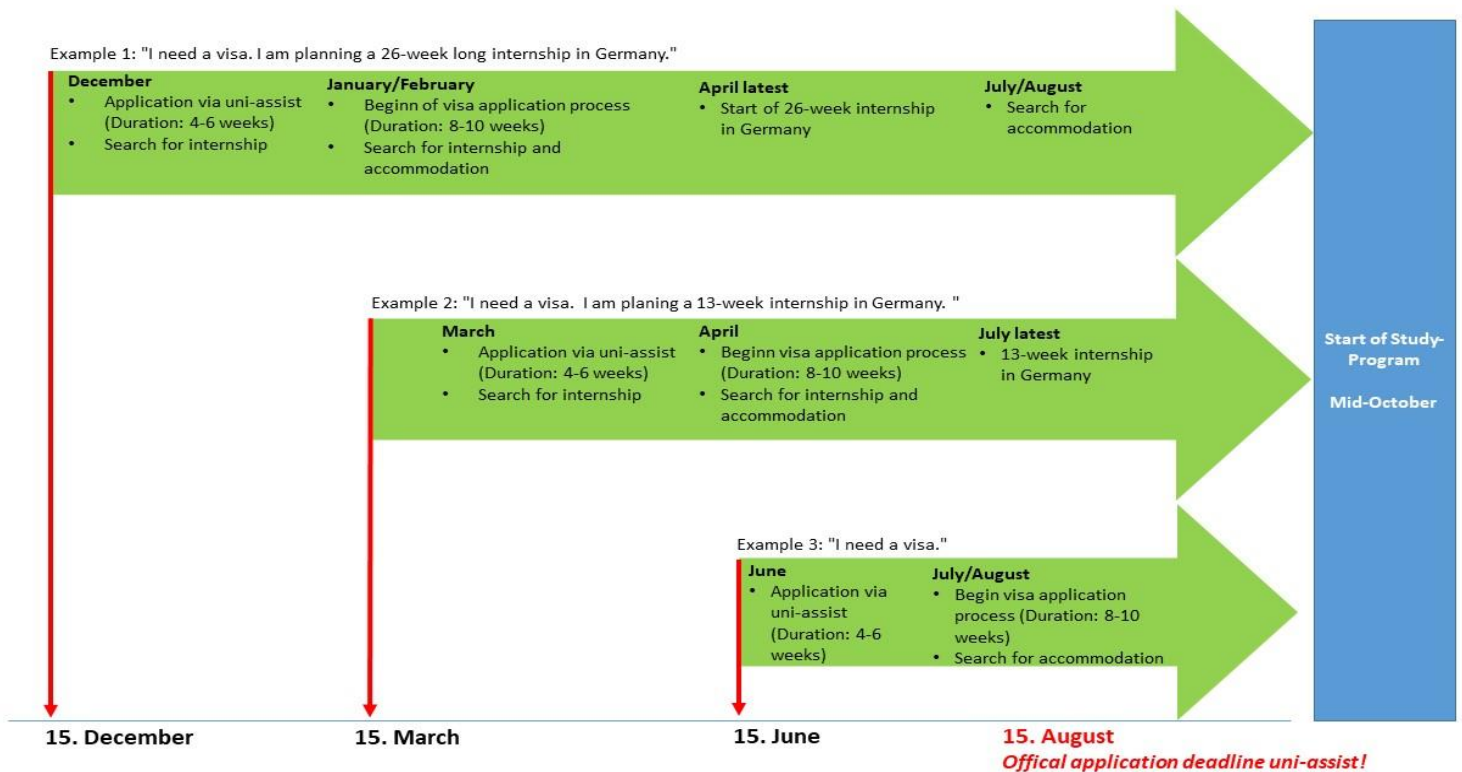 Example 1: "I need a visa. I am planning a 26-week long internship in Germany."
December
• Application via uni-assist
(Duration: 4-6 weeks)
• Search for internship
January/February
• Beginn of visa application process
(Duration: 8-10 weeks)
• Search for internship and
accommodation
April latest
• Start of 26-week internship
in Germany
July/August
• Search for
accommodation
Example 2: "I need a visa.  I am planing a 13-week internship in Germany. "
March
• Application via uni-assist
(Duration: 4-6 weeks)
• Search for internship
April
• Beginn visa application process
(Duration: 8-10 weeks)
• Search for internship and
accommodation
July latest
• 13-week internship
in Germany
Example 3: "I need a visa."
June
• Application via
uni-assist
(Duration: 4-6
weeks)
July/August
• Begin visa application
process (Duration: 8-10
weeks)
• Search for accommodation
Start of Study-
Program
Mid-October
15. December
15. March
15. June
15. August
Offical application deadline uni-assist!